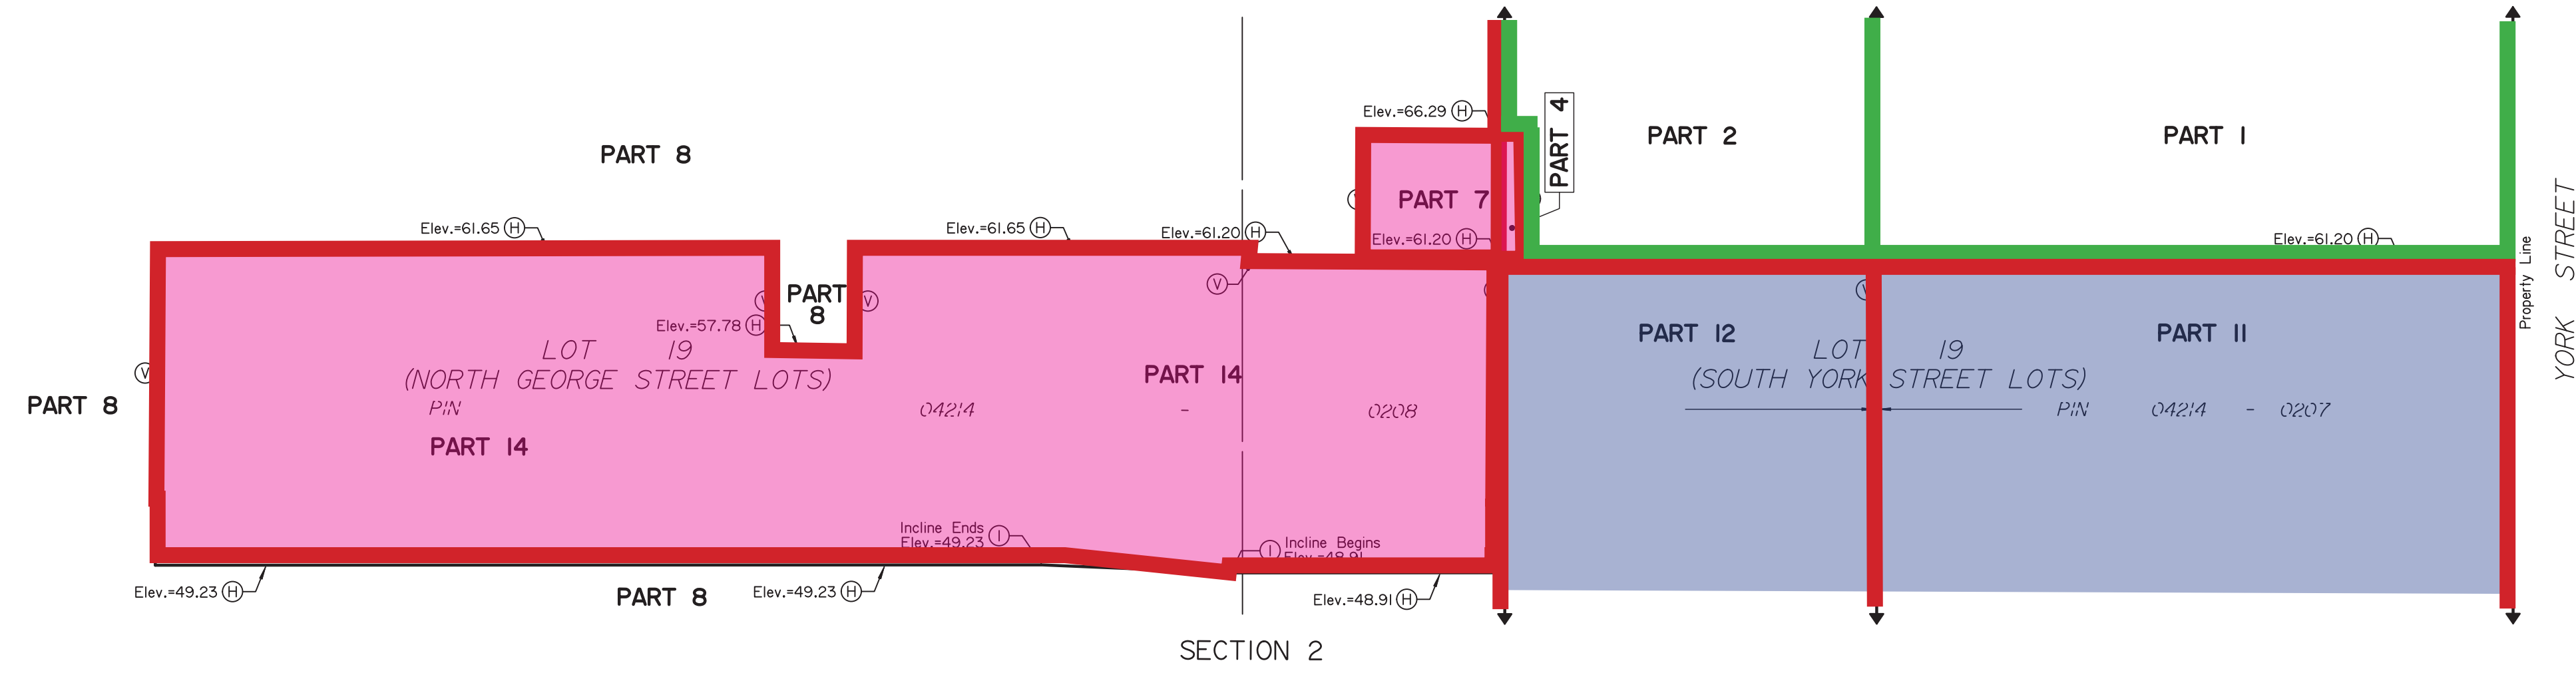 PART 8
Elev.=61.65 H
Elev.=61.65 H
Elev.=61.20 H
Elev.=66.29 H
PART 7
Elev.=61.20 H
PART 4
PART 2
PART 1
Elev.=61.20 H
Property Line
YORK STREET
V
V
PART
8
V
Elev.=57.78 H
V
LOT 19
(NORTH GEORGE STREET LOTS)
PIN 04214 - 0208
PART 14
PART 14
PART 8
PART 12
PART 11
LOT 19
(SOUTH YORK STREET LOTS)
PIN 04214 - 0207
Incline Ends
Elev.=49.23 I
I Incline Begins
Elev.=48.91
Elev.=49.23 H
PART 8
Elev.=49.23 H
Elev.=48.91 H
SECTION 2